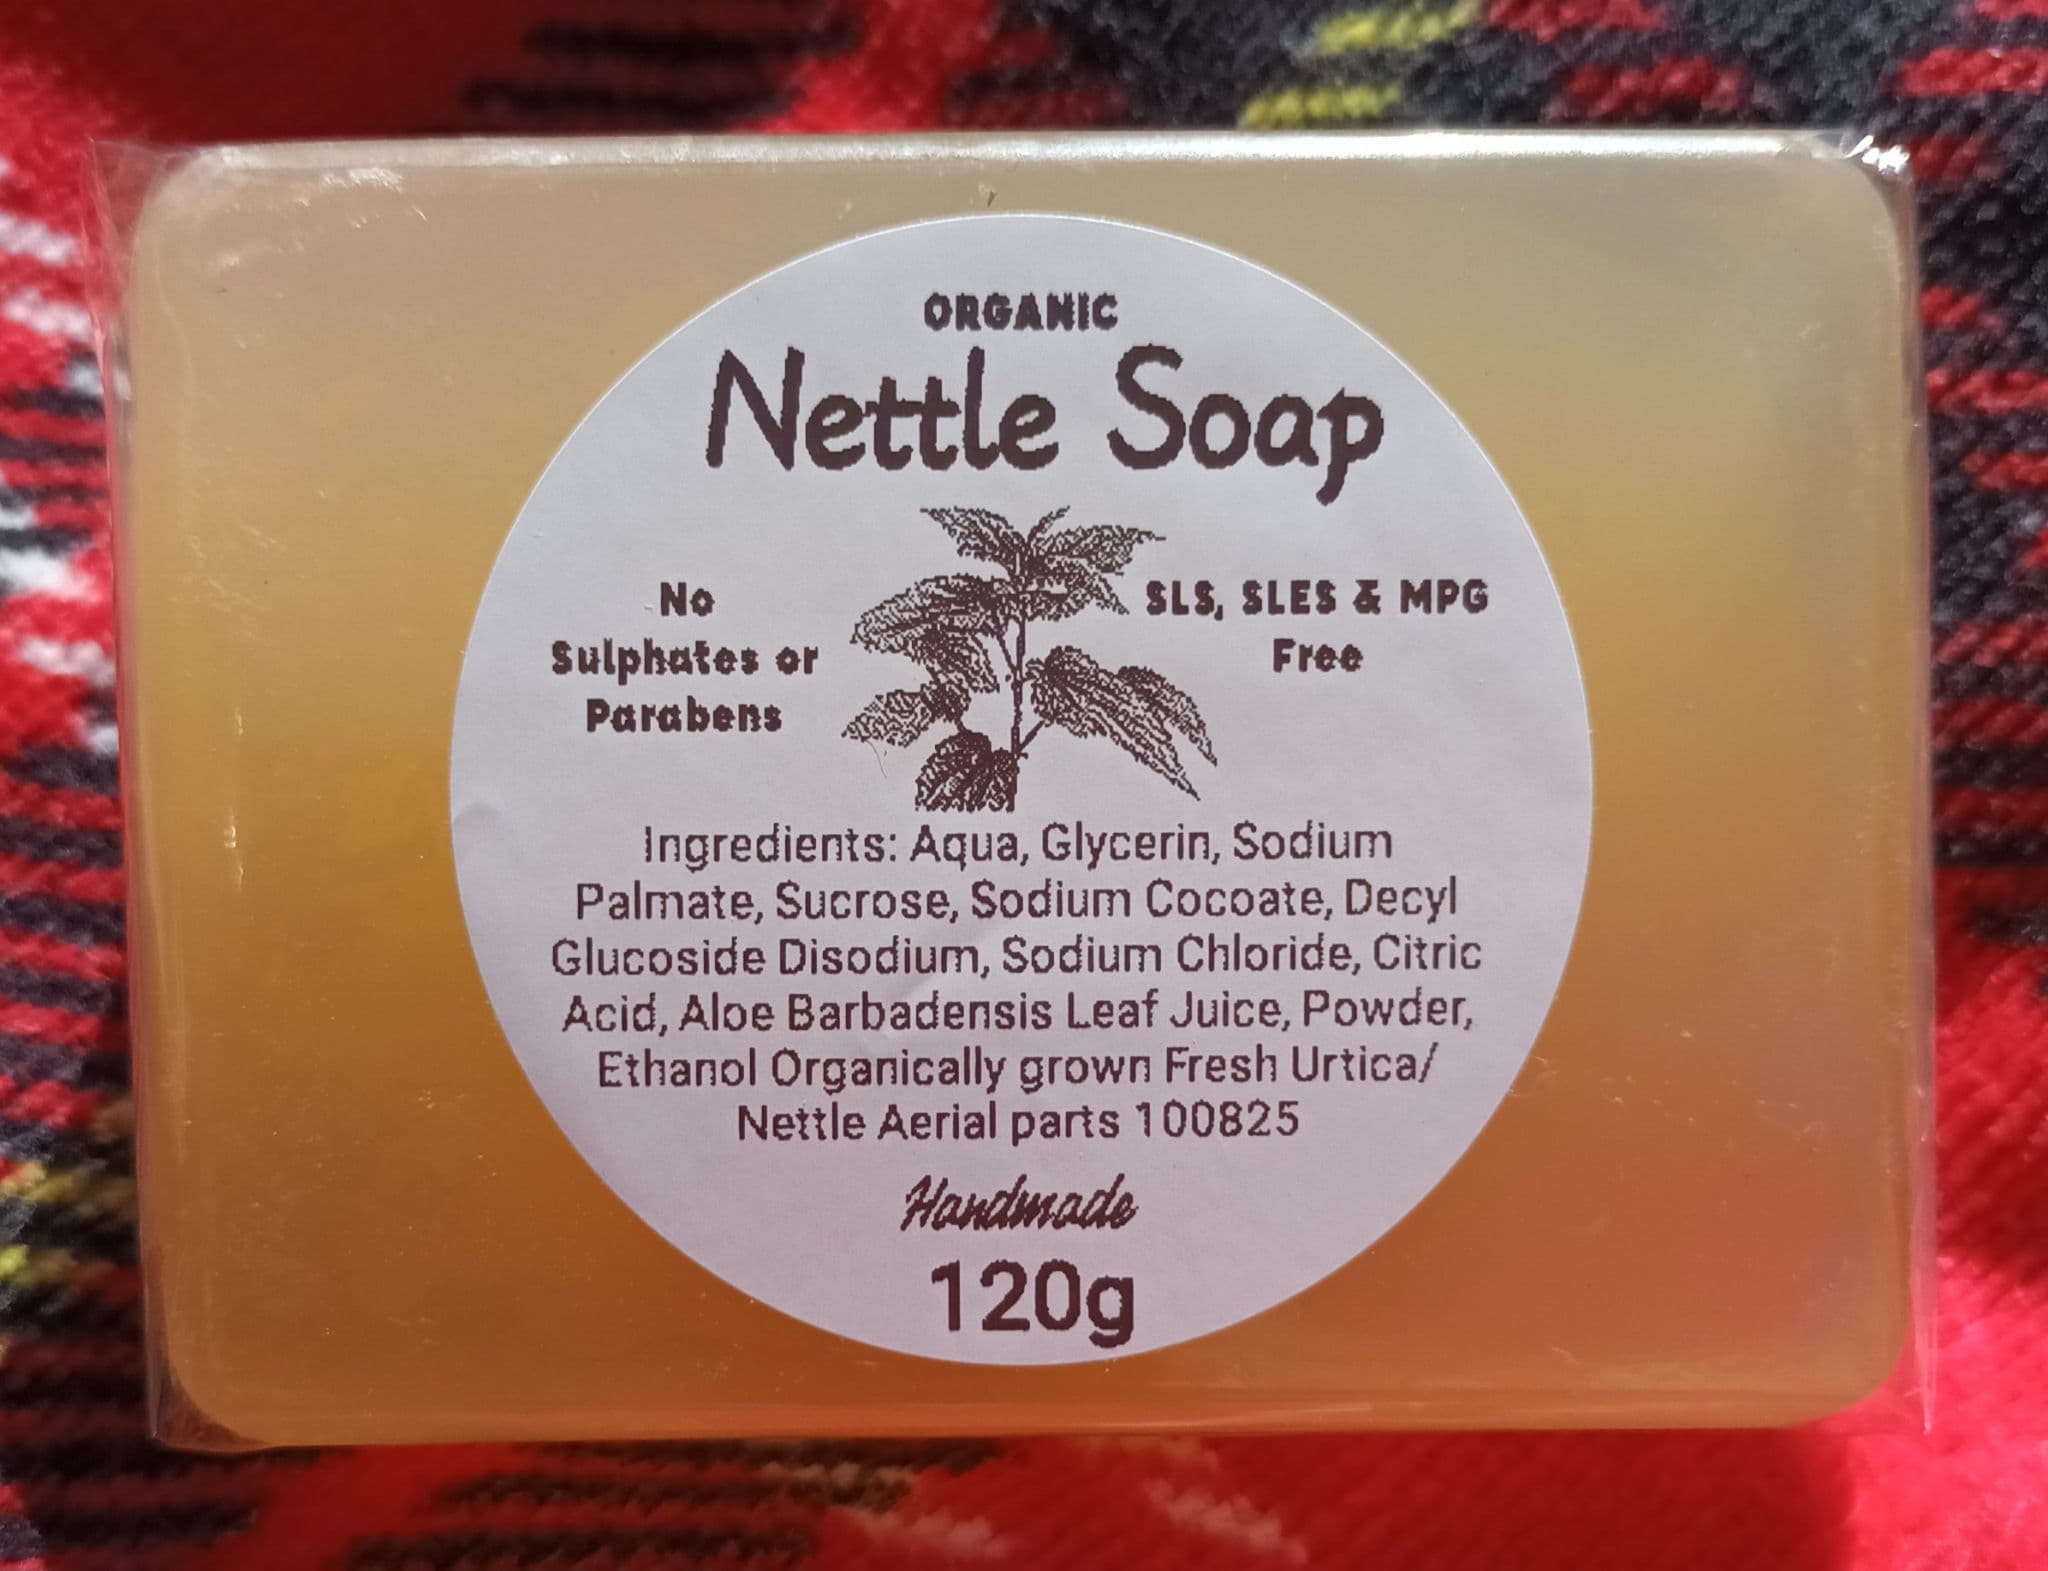 ORGANIC
Nettle Soap
No
Sulphates or
Parabens
SLS, SLES & MPG
Free
Ingredients: Aqua, Glycerin, Sodium
Palmate, Sucrose, Sodium Cocoate, Decyl
Glucoside Disodium, Sodium Chloride, Citric
Acid, Aloe Barbadensis Leaf Juice, Powder,
Ethanol Organically grown Fresh Urtica/
Nettle Aerial parts 100825
Handmade
120g